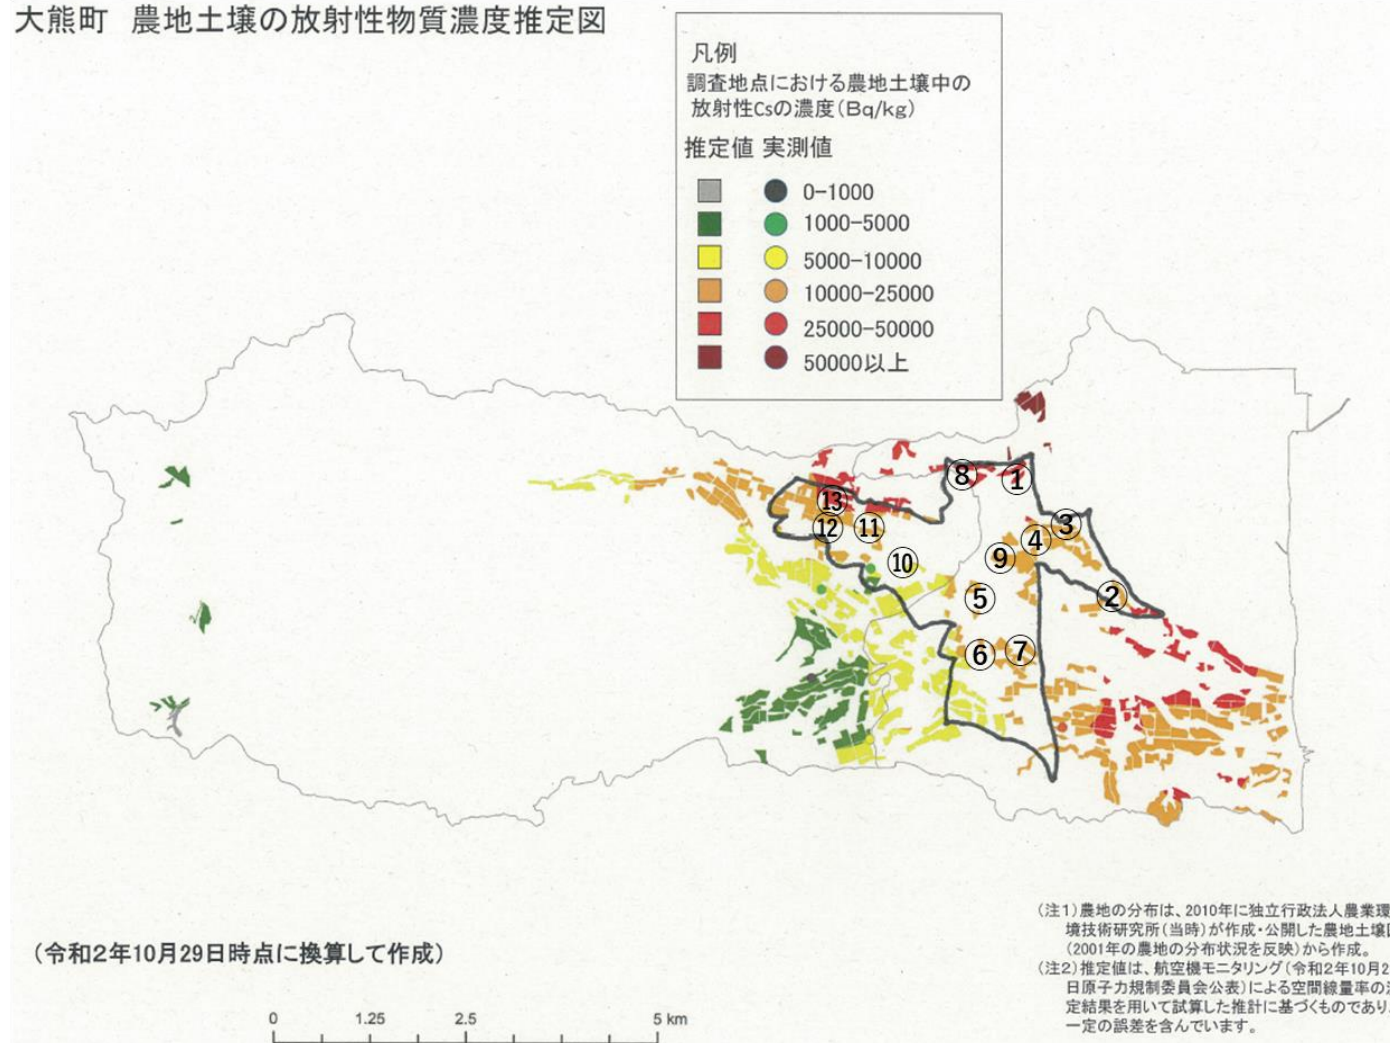 大熊町 農地土壌の放射性物質濃度推定図
凡例
調査地点における農地土壌中の
放射性Csの濃度(Bq/kg)
推定値 実測値
0-1000
1000-5000
5000-10000
10000-25000
25000-50000
50000以上
⑧ ①
⑬
⑫ ⑪ ③
④
⑨
⑩
⑤ ②
⑥ ⑦
(注1)農地の分布は、2010年に独立行政法人農業環
境技術研究所(当時)が作成・公開した農地土壌
(2001年の農地の分布状況を反映)から作成。
(注2)推定値は、航空機モニタリング(令和2年10月2
日原子力規制委員会公表)による空間線量率の
定結果を用いて試算した推計に基づくものであり
一定の誤差を含んでいます。
(令和2年10月29日時点に換算して作成)
0 1.25 2.5 5 km